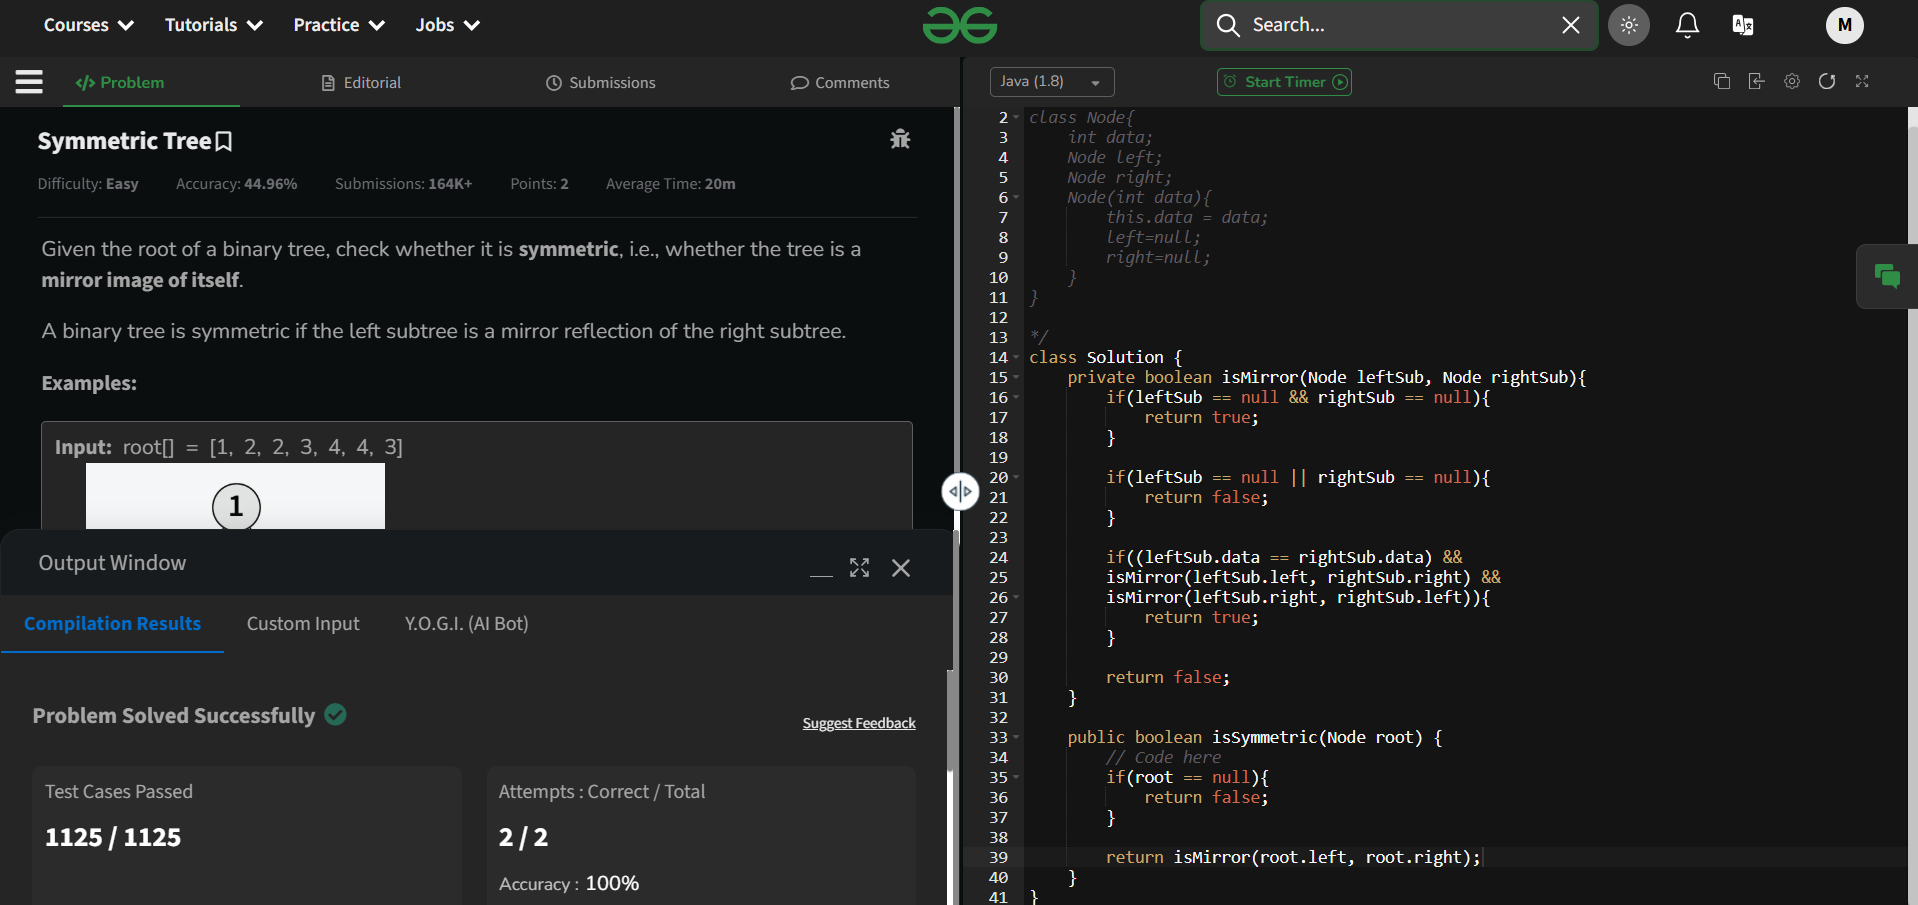 Courses Tutorials Practice Jobs Search... M
Problem Editorial Submissions Comments
Symmetric Tree
Difficulty: Easy Accuracy: 44.96% Submissions: 164K+ Points: 2 Average Time: 20m
Given the root of a binary tree, check whether it is symmetric, i.e., whether the tree is a
mirror image of itself.
A binary tree is symmetric if the left subtree is a mirror reflection of the right subtree.
Examples:
Input: root[] = [1, 2, 2, 3, 4, 4, 3]
1
Output Window
Compilation Results Custom Input Y.O.G.I. (AI Bot)
Problem Solved Successfully
Suggest Feedback
Test Cases Passed
1125 / 1125
Attempts : Correct / Total
2 / 2
Accuracy : 100%
Java (1.8) Start Timer
2 class Node{
3     int data;
4     Node left;
5     Node right;
6     Node(int data){
7         this.data = data;
8         left=null;
9         right=null;
10     }
11 }
12
13 */
14 class Solution {
15     private boolean isMirror(Node leftSub, Node rightSub){
16         if(leftSub == null && rightSub == null){
17             return true;
18         }
19
20         if(leftSub == null || rightSub == null){
21             return false;
22         }
23
24         if((leftSub.data == rightSub.data) &&
25         isMirror(leftSub.left, rightSub.right) &&
26         isMirror(leftSub.right, rightSub.left)){
27             return true;
28         }
29
30         return false;
31     }
32
33     public boolean isSymmetric(Node root) {
34         // Code here
35         if(root == null){
36             return false;
37         }
38
39         return isMirror(root.left, root.right);
40     }
41 }